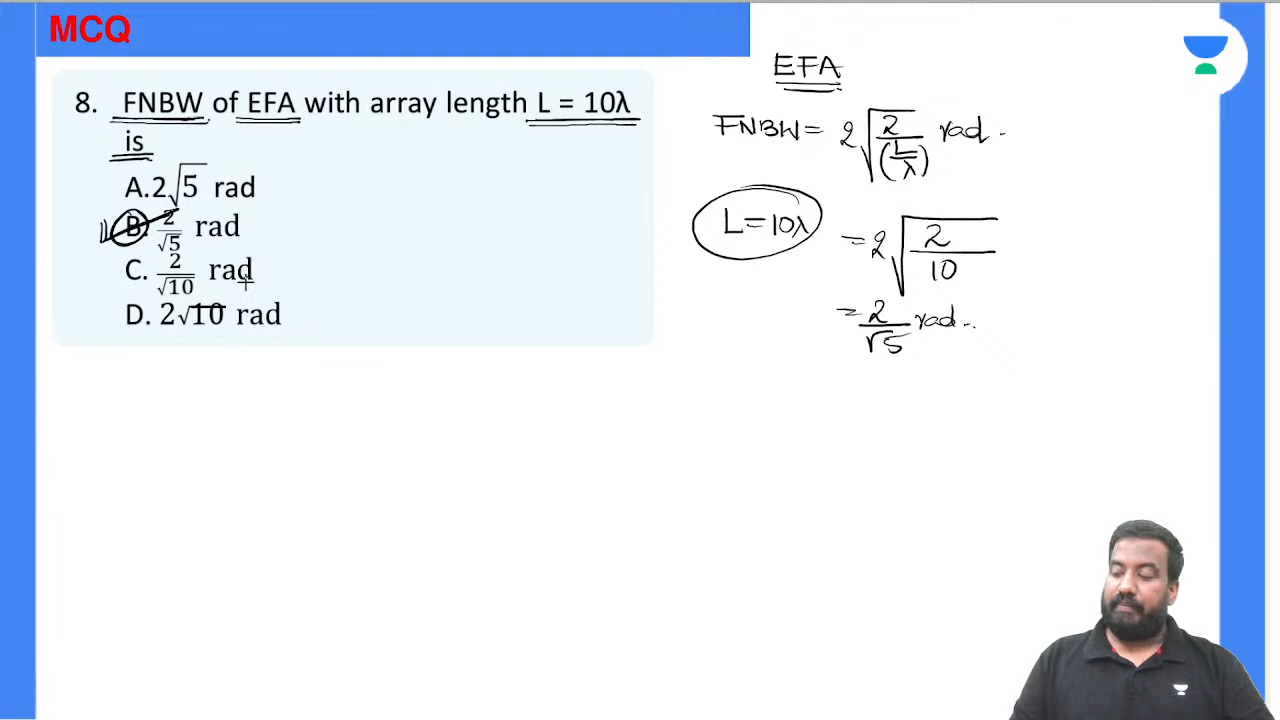 MCQ
8. FNBW of EFA with array length L = 10λ
is
A.2√5 rad
B. 2/√5 rad
C. 2/√10 rad
D. 2√10 rad
EFA
FNBW = 2√(2/(L/λ)) rad.
L=10λ
= 2√(2/10)
= 2/√5 rad..